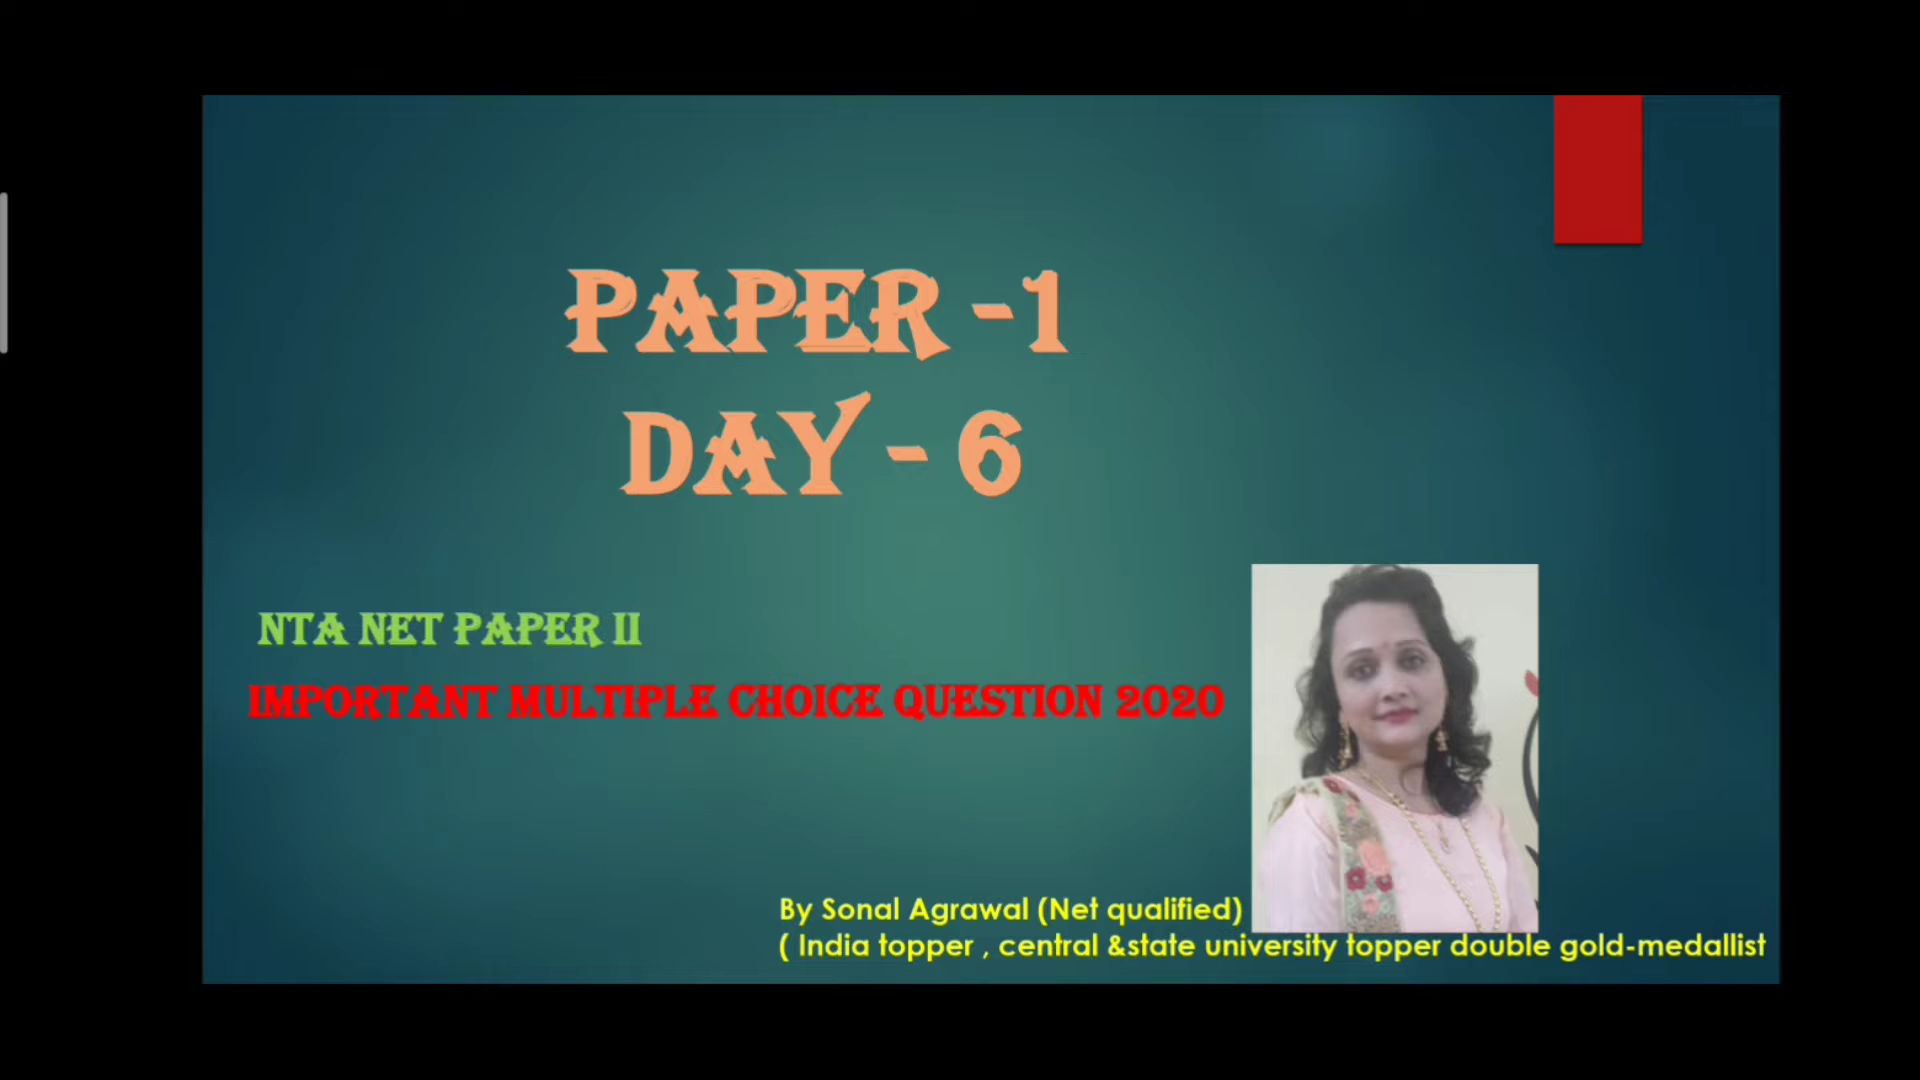 PAPER -1
DAY - 6
NTA NET PAPER II
IMPORTANT MULTIPLE CHOICE QUESTION 2020
By Sonal Agrawal (Net qualified)
( India topper , central &state university topper double gold-medallist